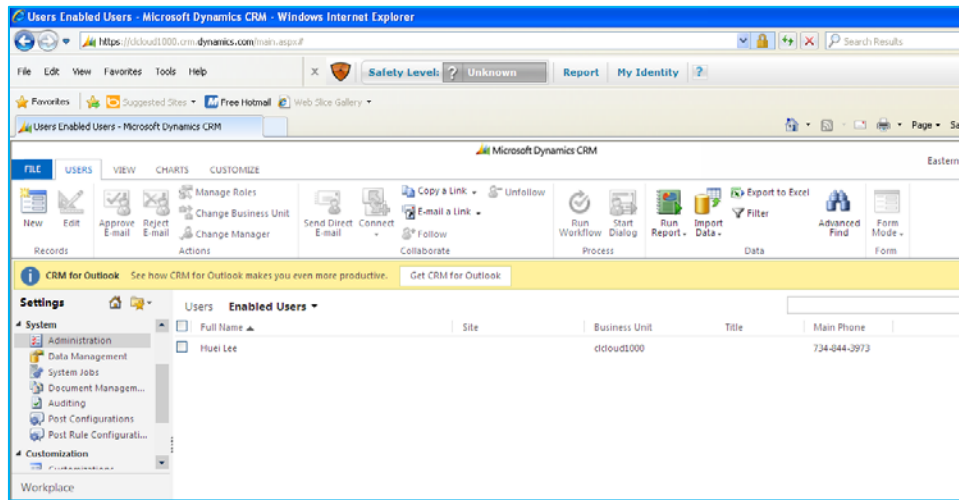 Users Enabled Users - Microsoft Dynamics CRM - Windows Internet Explorer
https://clcloud1000.crm.dynamics.com/main.aspx#
Search Results
File Edit View Favorites Tools Help
X Safety Level: ? Unknown Report My Identity ?
Favorites Suggested Sites Free Hotmail Web Slice Gallery
Users Enabled Users - Microsoft Dynamics CRM
Page
Microsoft Dynamics CRM
Eastern
FILE USERS VIEW CHARTS CUSTOMIZE
New
Edit
Approve E-mail
Reject E-mail
Manage Roles
Change Business Unit
Change Manager
Send Direct E-mail
Connect
Copy a Link
E-mail a Link
Follow
Unfollow
Run Workflow
Start Dialog
Run Report
Import Data
Export to Excel
Filter
Advanced Find
Form Mode
Records Actions Collaborate Process Data Form
CRM for Outlook See how CRM for Outlook makes you even more productive. Get CRM for Outlook
Settings
System
Administration
Data Management
System Jobs
Document Managem...
Auditing
Post Configurations
Post Rule Configurati...
Customization
Customizations
Workplace
Users Enabled Users
Full Name Site Business Unit Title Main Phone
Huei Lee clcloud1000 734-844-3973